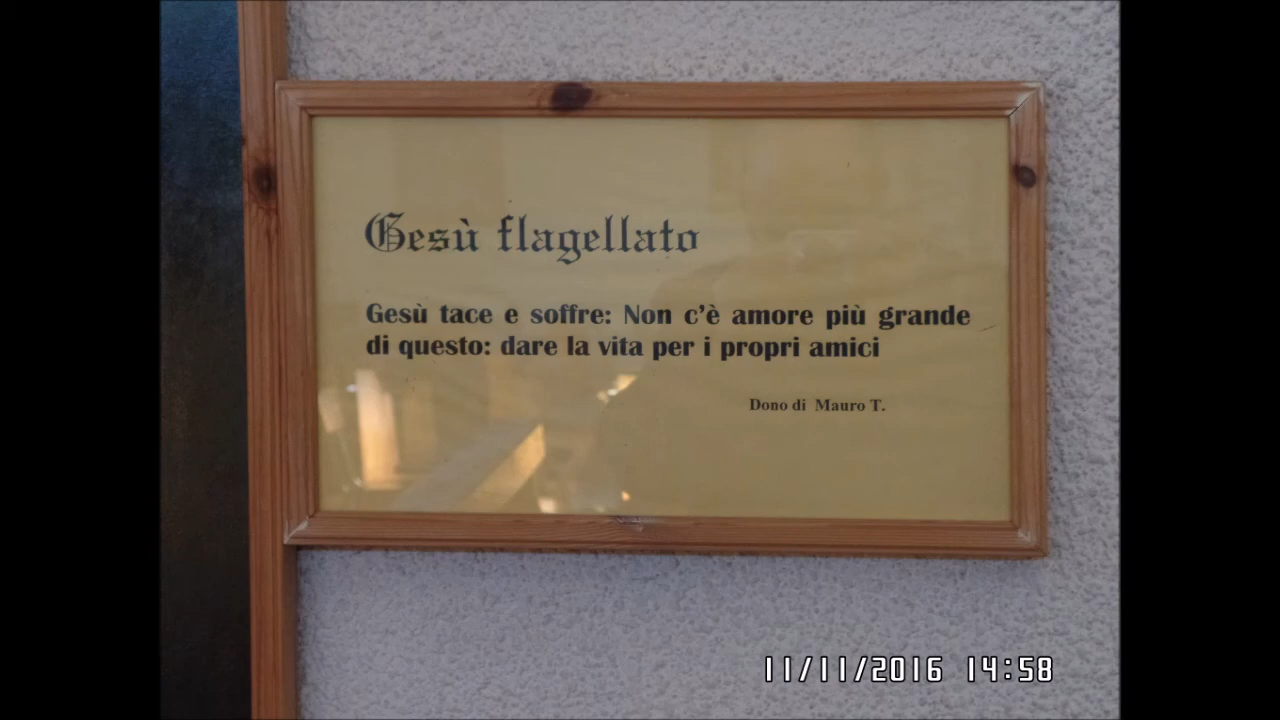 Gesù flagellato
Gesù tace e soffre: Non c'è amore più grande
di questo: dare la vita per i propri amici
Dono di Mauro T.
11/11/2016 14:58